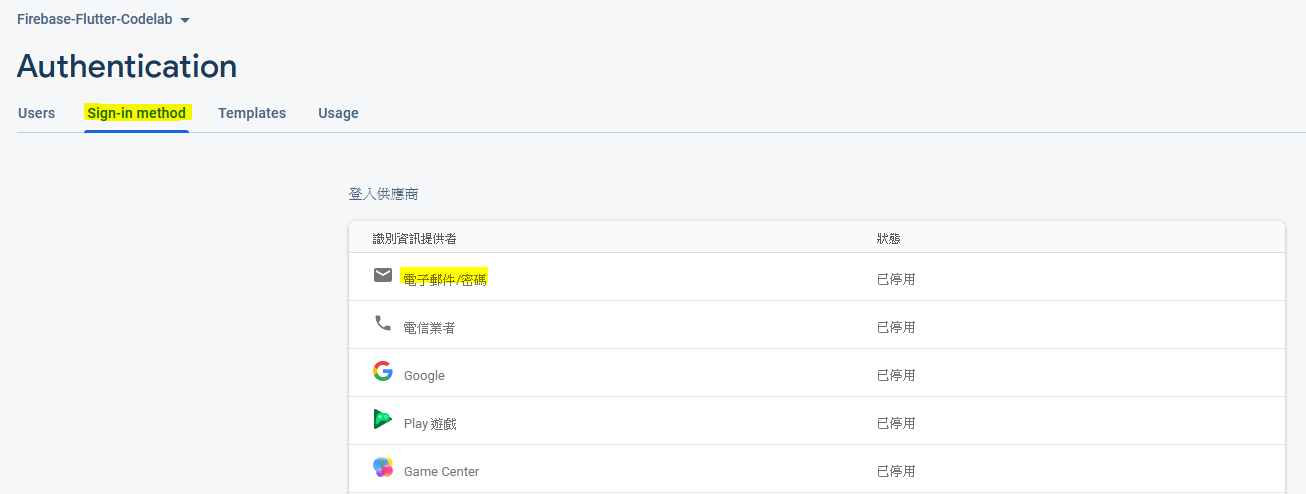 Firebase-Flutter-Codelab
Authentication
Users Sign-in method Templates Usage
登入供應商
識別資訊提供者 狀態
電子郵件/密碼 已停用
電信業者 已停用
Google 已停用
Play 遊戲 已停用
Game Center 已停用